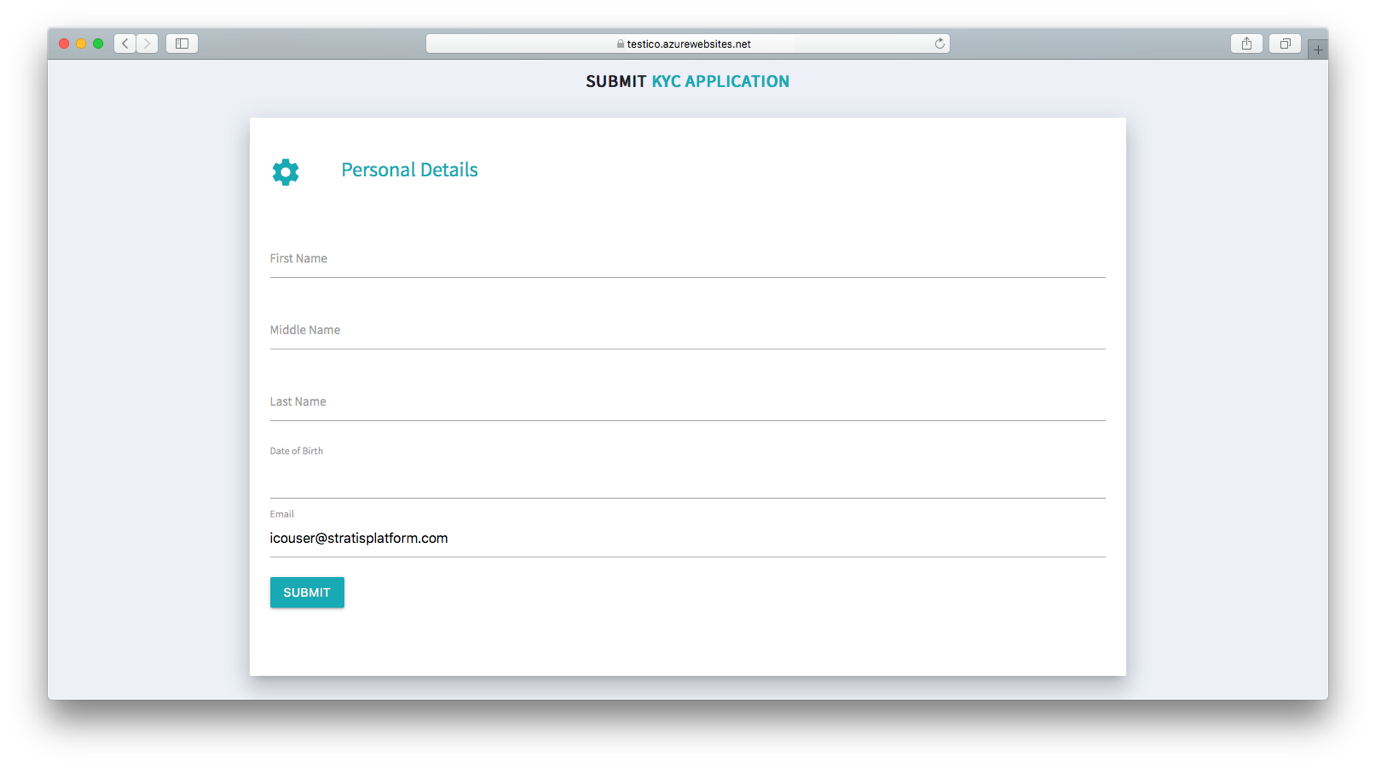 testico.azurewebsites.net
SUBMIT KYC APPLICATION
Personal Details
First Name
Middle Name
Last Name
Date of Birth
Email
icouser@stratisplatform.com
SUBMIT